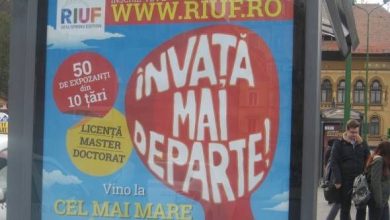 WWW.RIUF.RO
RIUF
50
DE EXPOZANȚI
din
10 țări
ÎNVAȚĂ
MAI
DEPARTE!
LICENȚĂ
MASTER
DOCTORAT
Vino la
CEL MAI MARE